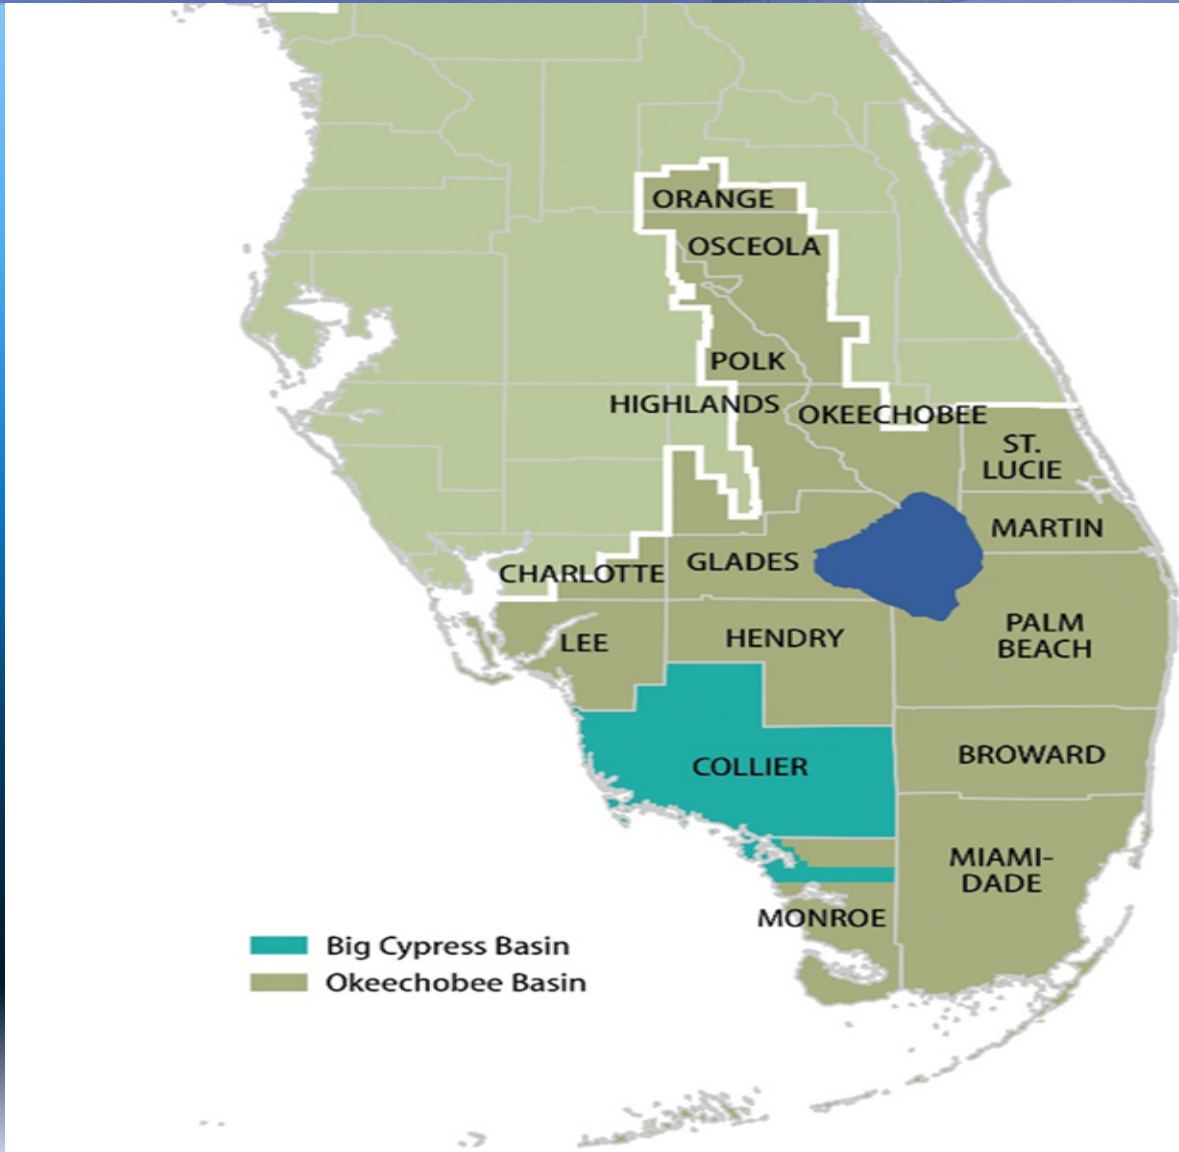 ORANGE
OSCEOLA
POLK
HIGHLANDS
OKEECHOBEE
ST.
LUCIE
MARTIN
CHARLOTTE
GLADES
LEE
HENDRY
PALM
BEACH
COLLIER
BROWARD
MIAMI-
DADE
MONROE
Big Cypress Basin
Okeechobee Basin